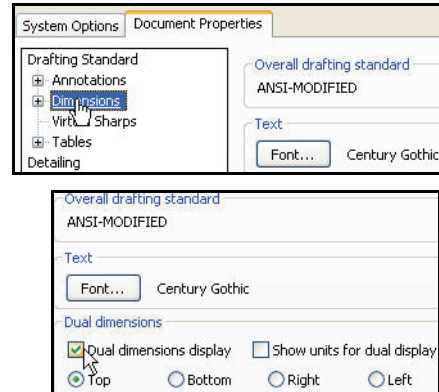 System Options
Document Properties
Drafting Standard
Annotations
Dimensions
Virtual Sharps
Tables
Detailing
Overall drafting standard
ANSI-MODIFIED
Text
Font... Century Gothic
Overall drafting standard
ANSI-MODIFIED
Text
Font... Century Gothic
Dual dimensions
Dual dimensions display Show units for dual display
Top Bottom Right Left